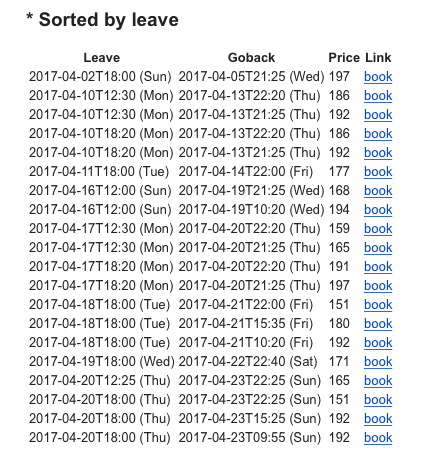 * Sorted by leave
Leave Goback Price Link
2017-04-02T18:00 (Sun) 2017-04-05T21:25 (Wed) 197 book
2017-04-10T12:30 (Mon) 2017-04-13T22:20 (Thu) 186 book
2017-04-10T12:30 (Mon) 2017-04-13T21:25 (Thu) 192 book
2017-04-10T18:20 (Mon) 2017-04-13T22:20 (Thu) 186 book
2017-04-10T18:20 (Mon) 2017-04-13T21:25 (Thu) 192 book
2017-04-11T18:00 (Tue) 2017-04-14T22:00 (Fri) 177 book
2017-04-16T12:00 (Sun) 2017-04-19T21:25 (Wed) 168 book
2017-04-16T12:00 (Sun) 2017-04-19T10:20 (Wed) 194 book
2017-04-17T12:30 (Mon) 2017-04-20T22:20 (Thu) 159 book
2017-04-17T12:30 (Mon) 2017-04-20T21:25 (Thu) 165 book
2017-04-17T18:20 (Mon) 2017-04-20T22:20 (Thu) 191 book
2017-04-17T18:20 (Mon) 2017-04-20T21:25 (Thu) 197 book
2017-04-18T18:00 (Tue) 2017-04-21T22:00 (Fri) 151 book
2017-04-18T18:00 (Tue) 2017-04-21T15:35 (Fri) 180 book
2017-04-18T18:00 (Tue) 2017-04-21T10:20 (Fri) 192 book
2017-04-19T18:00 (Wed) 2017-04-22T22:40 (Sat) 171 book
2017-04-20T12:25 (Thu) 2017-04-23T22:25 (Sun) 165 book
2017-04-20T18:00 (Thu) 2017-04-23T22:25 (Sun) 151 book
2017-04-20T18:00 (Thu) 2017-04-23T15:25 (Sun) 192 book
2017-04-20T18:00 (Thu) 2017-04-23T09:55 (Sun) 192 book